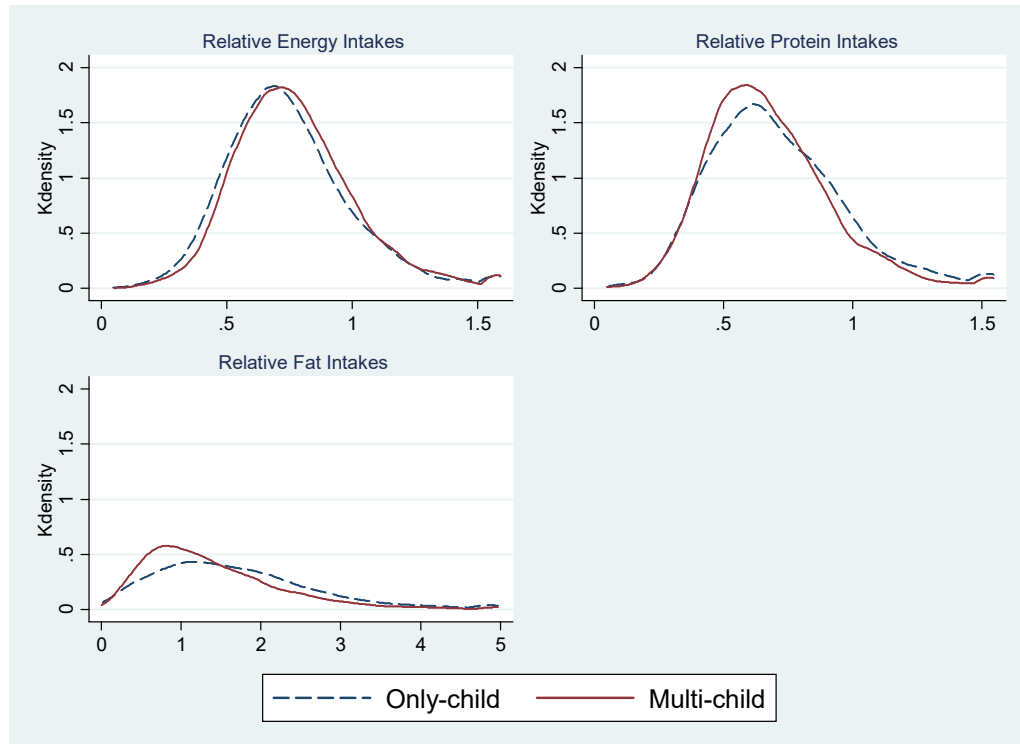 Relative Energy Intakes
Kdensity
2
1.5
1
.5
0
0 .5 1 1.5
Relative Protein Intakes
Kdensity
2
1.5
1
.5
0
0 .5 1 1.5
Relative Fat Intakes
Kdensity
2
1.5
1
.5
0
0 1 2 3 4 5
Only-child Multi-child